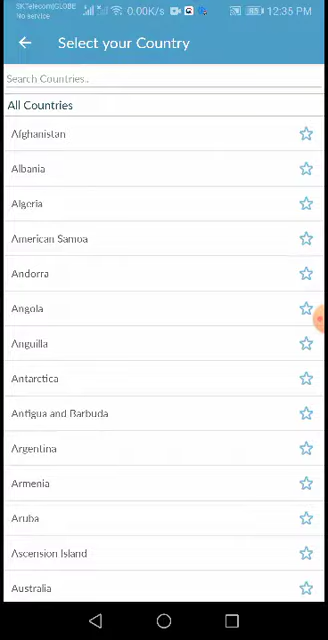 SKTelecom|GLOBE
No service
0.00K/s
12:35 PM
Select your Country
Search Countries..
All Countries
Afghanistan
Albania
Algeria
American Samoa
Andorra
Angola
Anguilla
Antarctica
Antigua and Barbuda
Argentina
Armenia
Aruba
Ascension Island
Australia